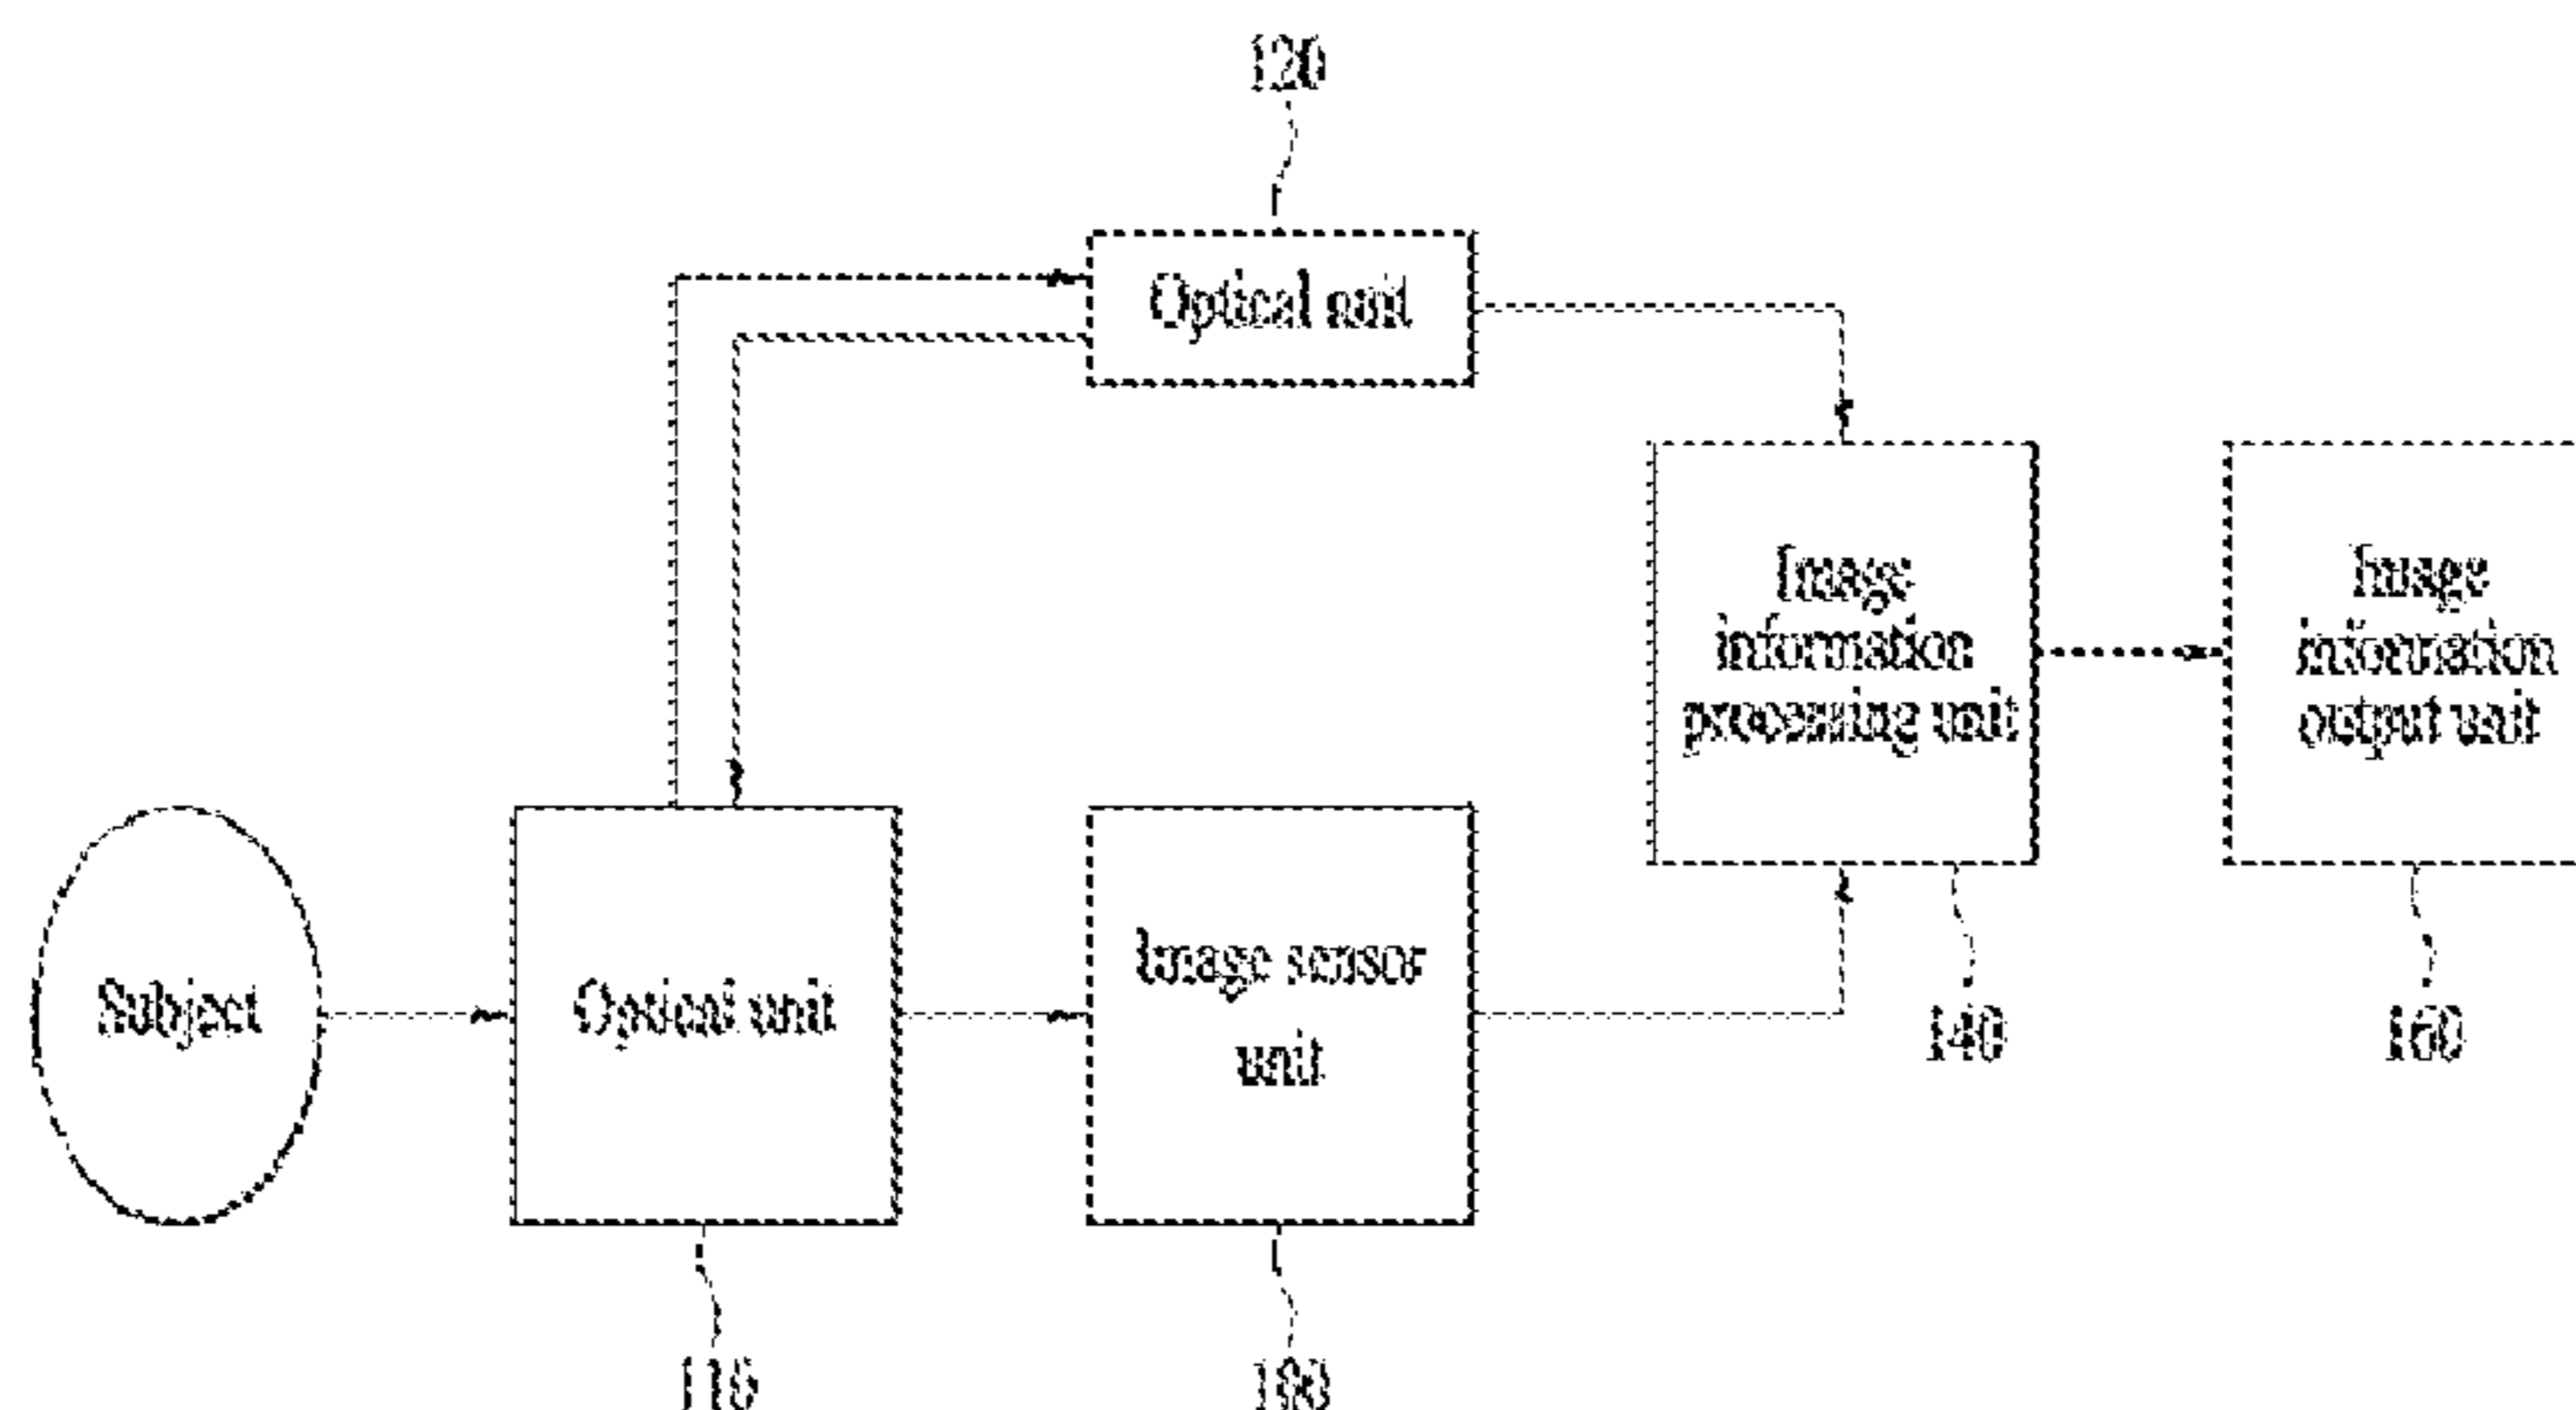 120
Optical unit
Image
information
processing unit
Image
information
output unit
Subject
Optical unit
Image sensor
unit
140
160
110
100